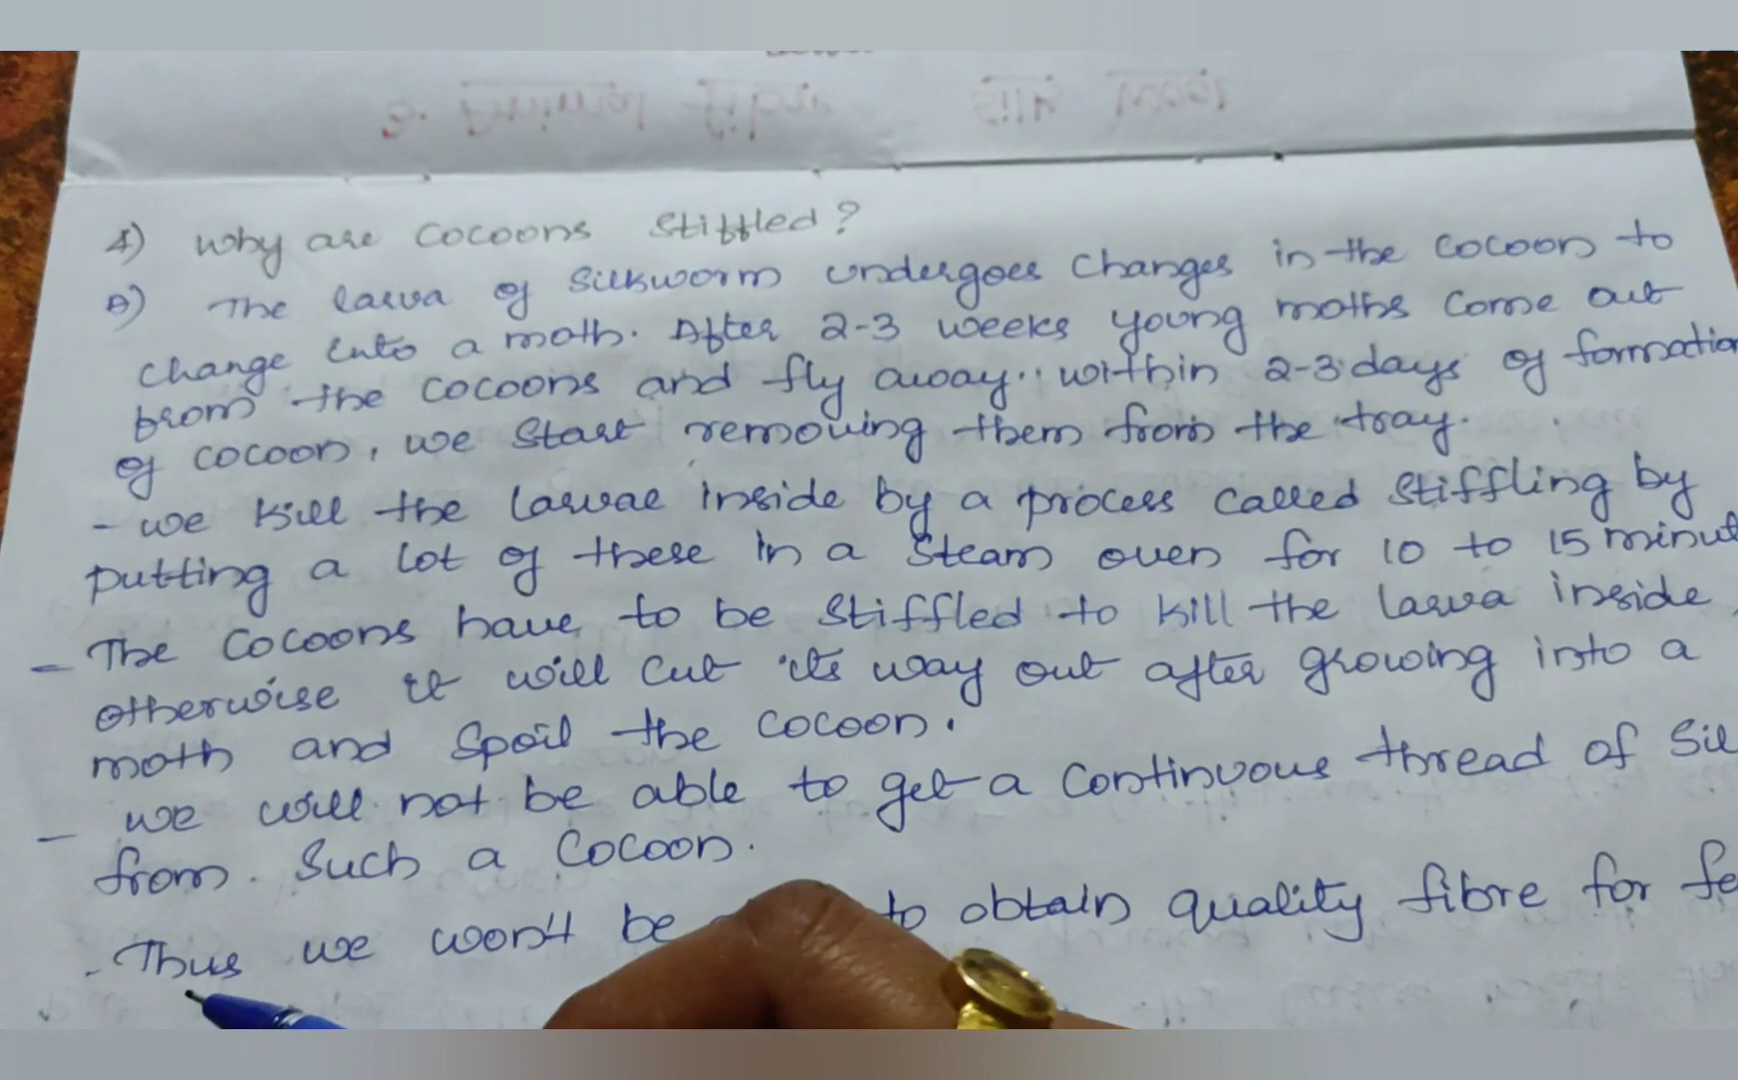 4) Why are Cocoons Stiffled?
A) The larva of Silkworm undergoes Changes in the Cocoon to
change into a moth. After 2-3 weeks young moths Come out
from the Cocoons and fly away. within 2-3 days of formation
of cocoon, we Start removing them from the tray.
- we kill the larvae inside by a process called Stiffling by
putting a lot of these in a Steam oven for 10 to 15 minut
- The Cocoons have to be Stiffled to kill the larva inside,
otherwise it will cut its way out after growing into a
moth and Spoil the Cocoon.
- we will not be able to get a Continuous thread of Sil
from. Such a Cocoon.
- Thus we won't be to obtain quality fibre for fe